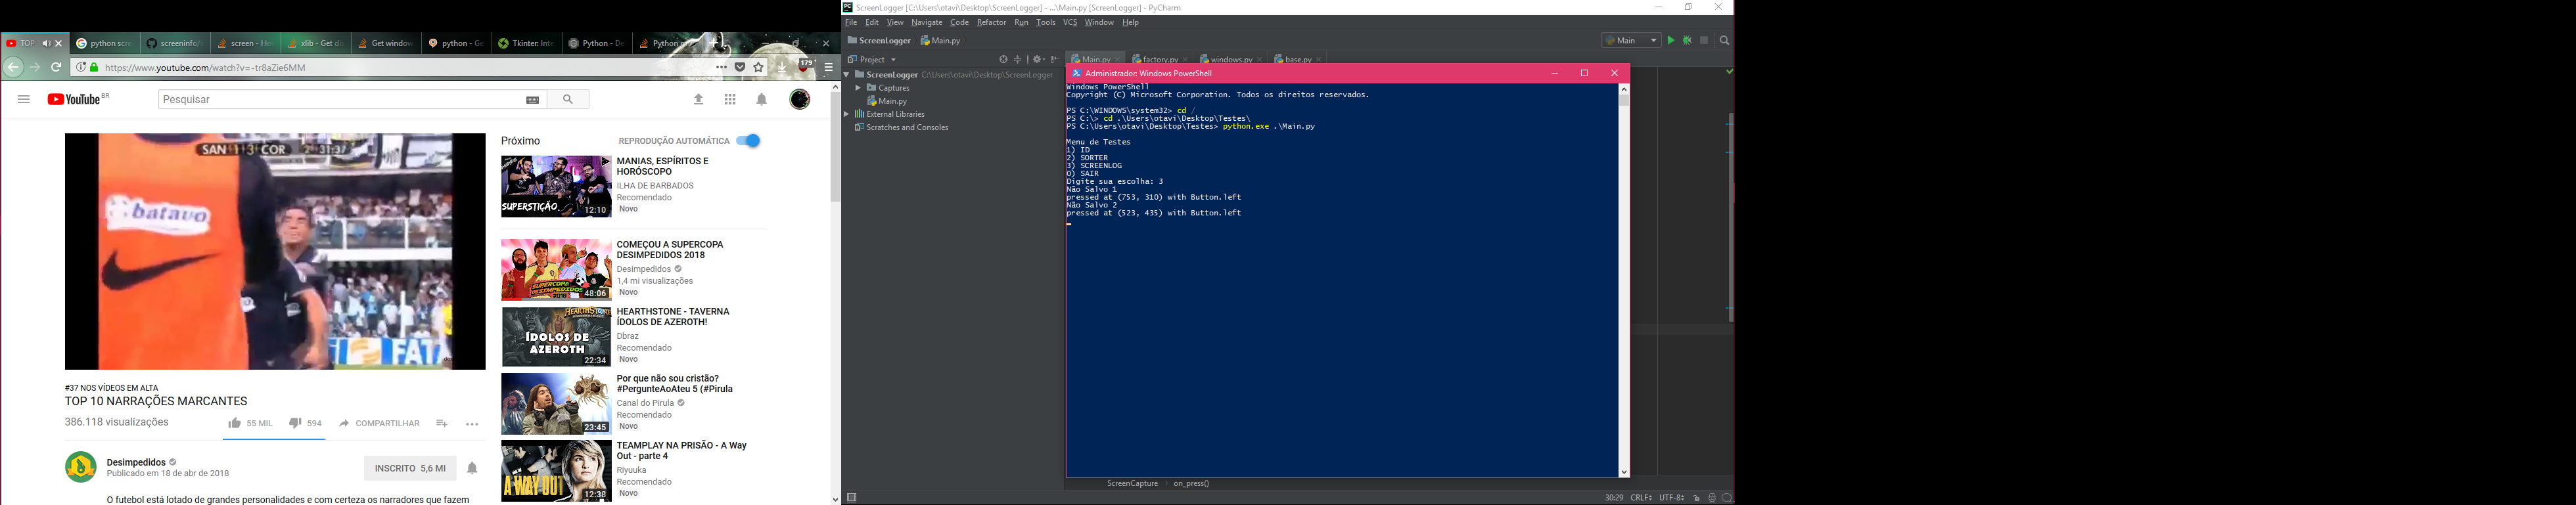 TOP
python scre
screeninfo/
screen - Ho
xlib - Get di
Get window
python - Ge
Tkinter: Inte
Python - De
Python m
https://www.youtube.com/watch?v=-tr8aZie6MM
179
YouTube BR
Pesquisar
SAN 1 3 COR 2ª 31:37
batavo
FATA
#37 NOS VÍDEOS EM ALTA
TOP 10 NARRAÇÕES MARCANTES
386.118 visualizações
55 MIL
594
COMPARTILHAR
Desimpedidos
Publicado em 18 de abr de 2018
INSCRITO 5,6 MI
O futebol está lotado de grandes personalidades e com certeza os narradores que fazem
Próximo
REPRODUÇÃO AUTOMÁTICA
SUPERSTIÇÃO
12:10
MANIAS, ESPÍRITOS E
HORÓSCOPO
ILHA DE BARBADOS
Recomendado
Novo
SUPERCOPA
DESIMPEDIDOS
48:06
COMEÇOU A SUPERCOPA
DESIMPEDIDOS 2018
Desimpedidos
1,4 mi visualizações
Novo
HEARTHSTONE
ÍDOLOS DE
AZEROTH
22:34
HEARTHSTONE - TAVERNA
ÍDOLOS DE AZEROTH!
Dbraz
Recomendado
Novo
23:45
Por que não sou cristão?
#PergunteAoAteu 5 (#Pirula
Canal do Pirula
Recomendado
Novo
A WAY OUT
12:38
TEAMPLAY NA PRISÃO - A Way
Out - parte 4
Riyuuka
Recomendado
Novo
PC
ScreenLogger [C:\Users\otavi\Desktop\ScreenLogger] - ...\Main.py [ScreenLogger] - PyCharm
File Edit View Navigate Code Refactor Run Tools VCS Window Help
ScreenLogger
Main.py
Main
Project
Main.py
factory.py
windows.py
base.py
ScreenLogger C:\Users\otavi\Desktop\ScreenLogger
Captures
Main.py
External Libraries
Scratches and Consoles
Administrador: Windows PowerShell
Windows PowerShell
Copyright (C) Microsoft Corporation. Todos os direitos reservados.
PS C:\WINDOWS\system32> cd /
PS C:\> cd .\Users\otavi\Desktop\Testes\
PS C:\Users\otavi\Desktop\Testes> python.exe .\Main.py
Menu de Testes
1) ID
2) SORTER
3) SCREENLOG
0) SAIR
Digite sua escolha: 3
Não Salvo 1
pressed at (753, 310) with Button.left
Não Salvo 2
pressed at (523, 435) with Button.left
ScreenCapture
on_press()
30:29 CRLF UTF-8